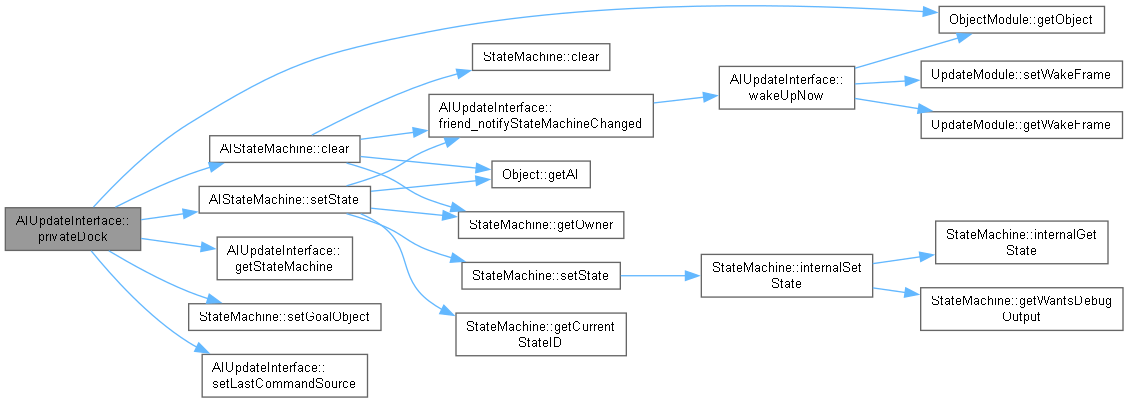 ObjectModule::getObject
StateMachine::clear
AIUpdateInterface::
wakeUpNow
UpdateModule::setWakeFrame
AIUpdateInterface::
friend_notifyStateMachineChanged
UpdateModule::getWakeFrame
AIStateMachine::clear
Object::getAI
AIStateMachine::setState
AIUpdateInterface::
privateDock
StateMachine::getOwner
StateMachine::internalGet
State
AIUpdateInterface::
getStateMachine
StateMachine::setState
StateMachine::internalSet
State
StateMachine::getWantsDebug
Output
StateMachine::setGoalObject
StateMachine::getCurrent
StateID
AIUpdateInterface::
setLastCommandSource